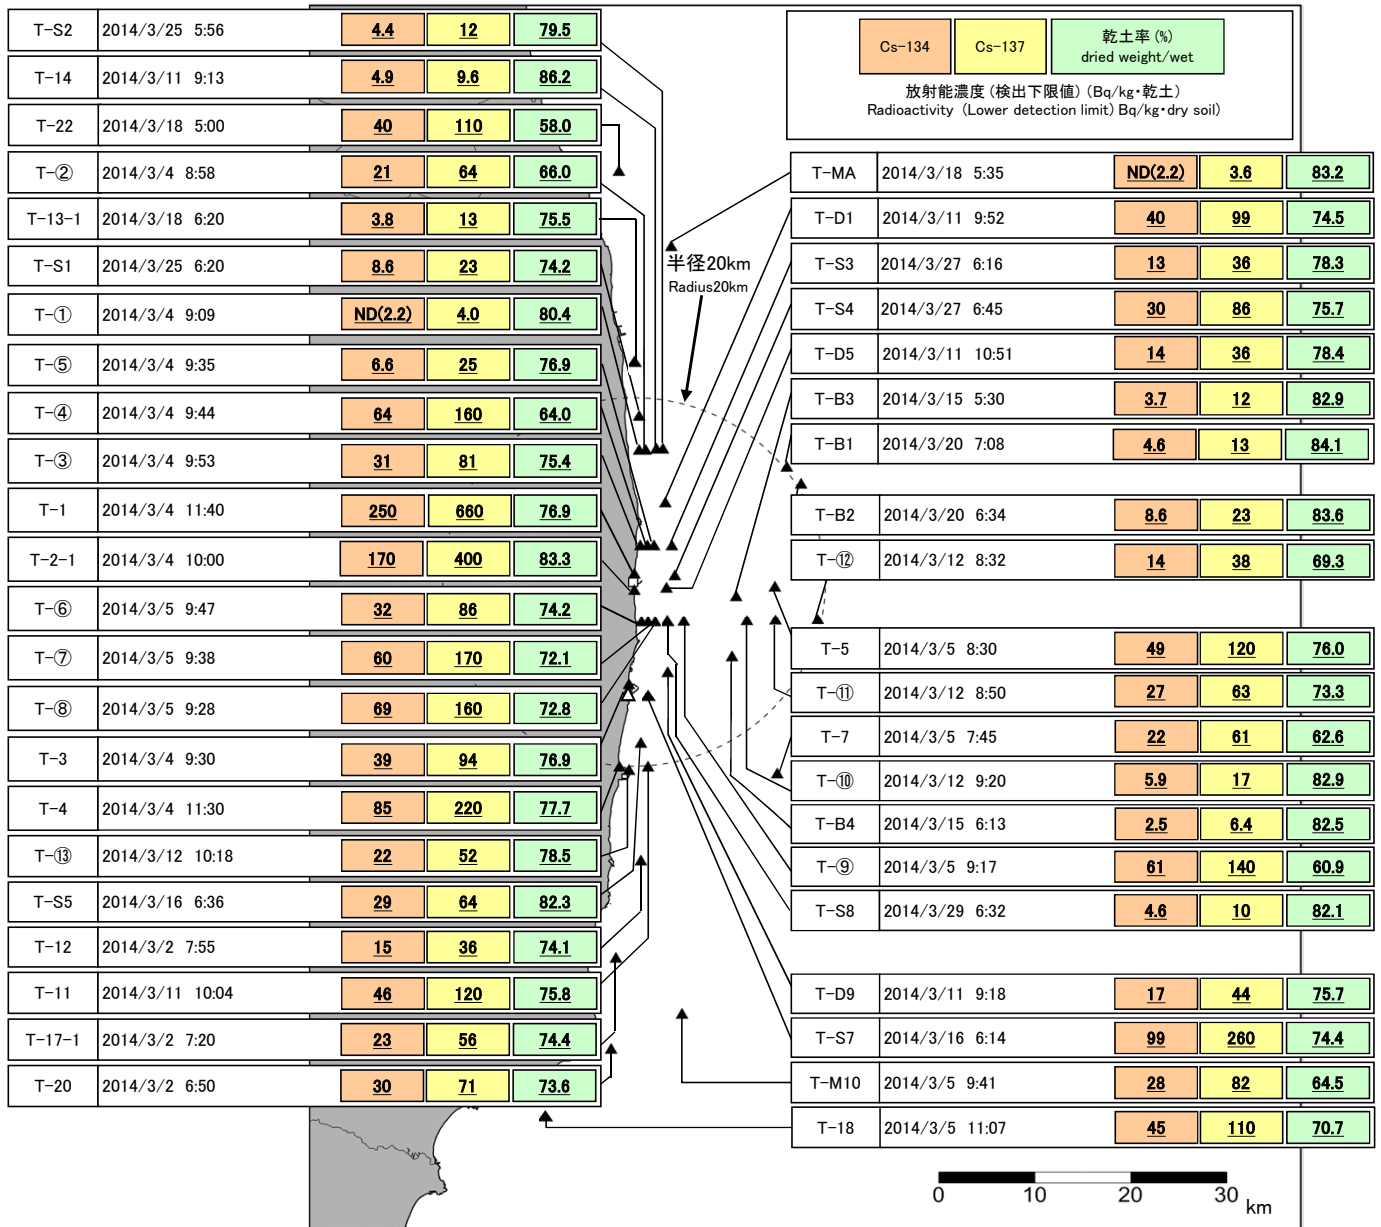 T-S2 2014/3/25 5:56 4.4 12 79.5
T-14 2014/3/11 9:13 4.9 9.6 86.2
T-22 2014/3/18 5:00 40 110 58.0
T-② 2014/3/4 8:58 21 64 66.0
T-13-1 2014/3/18 6:20 3.8 13 75.5
T-S1 2014/3/25 6:20 8.6 23 74.2
T-① 2014/3/4 9:09 ND(2.2) 4.0 80.4
T-⑤ 2014/3/4 9:35 6.6 25 76.9
T-④ 2014/3/4 9:44 64 160 64.0
T-③ 2014/3/4 9:53 31 81 75.4
T-1 2014/3/4 11:40 250 660 76.9
T-2-1 2014/3/4 10:00 170 400 83.3
T-⑥ 2014/3/5 9:47 32 86 74.2
T-⑦ 2014/3/5 9:38 60 170 72.1
T-⑧ 2014/3/5 9:28 69 160 72.8
T-3 2014/3/4 9:30 39 94 76.9
T-4 2014/3/4 11:30 85 220 77.7
T-⑬ 2014/3/12 10:18 22 52 78.5
T-S5 2014/3/16 6:36 29 64 82.3
T-12 2014/3/2 7:55 15 36 74.1
T-11 2014/3/11 10:04 46 120 75.8
T-17-1 2014/3/2 7:20 23 56 74.4
T-20 2014/3/2 6:50 30 71 73.6
Cs-134 Cs-137 乾土率(%)
dried weight/wet
放射能濃度(検出下限値)(Bq/kg・乾土)
Radioactivity (Lower detection limit) Bq/kg・dry soil)
半径20km
Radius20km
T-MA 2014/3/18 5:35 ND(2.2) 3.6 83.2
T-D1 2014/3/11 9:52 40 99 74.5
T-S3 2014/3/27 6:16 13 36 78.3
T-S4 2014/3/27 6:45 30 86 75.7
T-D5 2014/3/11 10:51 14 36 78.4
T-B3 2014/3/15 5:30 3.7 12 82.9
T-B1 2014/3/20 7:08 4.6 13 84.1
T-B2 2014/3/20 6:34 8.6 23 83.6
T-⑫ 2014/3/12 8:32 14 38 69.3
T-5 2014/3/5 8:30 49 120 76.0
T-⑪ 2014/3/12 8:50 27 63 73.3
T-7 2014/3/5 7:45 22 61 62.6
T-⑩ 2014/3/12 9:20 5.9 17 82.9
T-B4 2014/3/15 6:13 2.5 6.4 82.5
T-⑨ 2014/3/5 9:17 61 140 60.9
T-S8 2014/3/29 6:32 4.6 10 82.1
T-D9 2014/3/11 9:18 17 44 75.7
T-S7 2014/3/16 6:14 99 260 74.4
T-M10 2014/3/5 9:41 28 82 64.5
T-18 2014/3/5 11:07 45 110 70.7
0 10 20 30 km